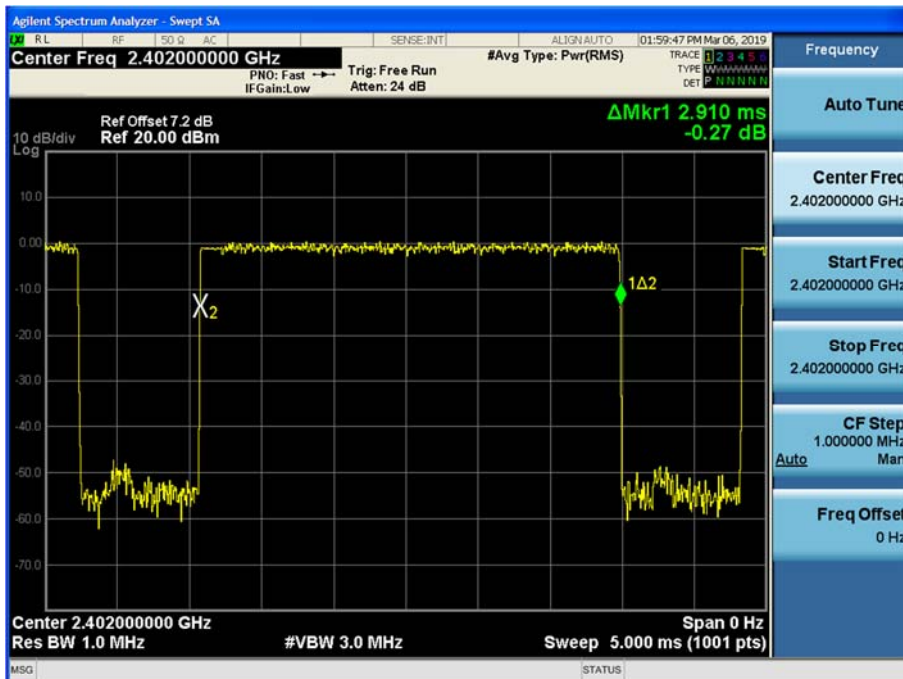 Agilent Spectrum Analyzer - Swept SA
LXI RL RF 50 Ω AC SENSE:INT ALIGN AUTO 01:59:47 PM Mar 06, 2019
Center Freq 2.402000000 GHz
#Avg Type: Pwr(RMS)
TRACE 1 2 3 4 5 6
PNO: Fast
Trig: Free Run
TYPE W
IFGain:Low
Atten: 24 dB
DET P N N N N N
Frequency
Auto Tune
ΔMkr1 2.910 ms
-0.27 dB
Ref Offset 7.2 dB
10 dB/div Ref 20.00 dBm
Log
10.0
0.00
-10.0
-20.0
-30.0
-40.0
-50.0
-60.0
-70.0
2
1Δ2
Center Freq
2.402000000 GHz
Start Freq
2.402000000 GHz
Stop Freq
2.402000000 GHz
CF Step
1.000000 MHz
Auto Man
Freq Offset
0 Hz
Center 2.402000000 GHz Span 0 Hz
Res BW 1.0 MHz #VBW 3.0 MHz Sweep 5.000 ms (1001 pts)
MSG STATUS